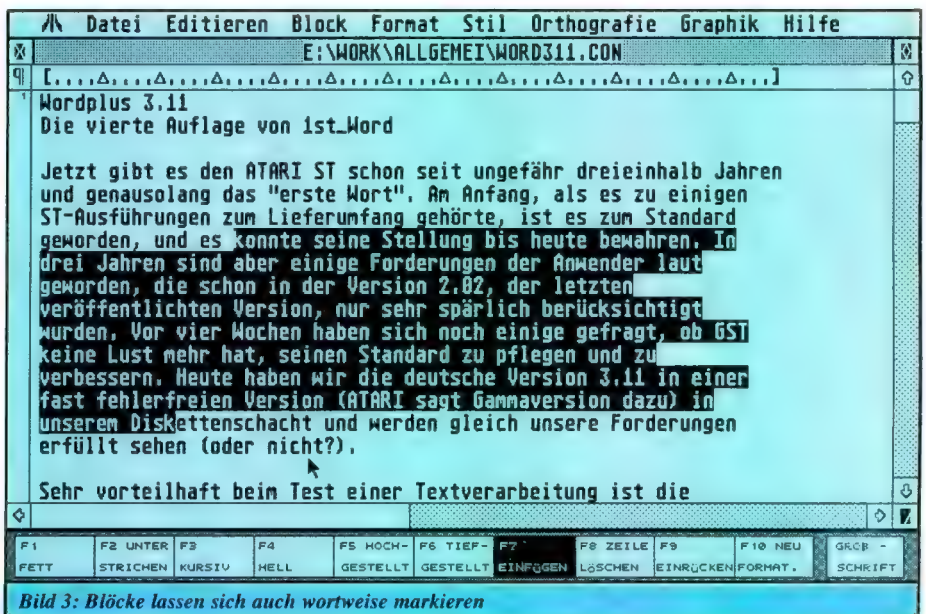 Datei Editieren Block Format Stil Orthografie Graphik Hilfe
E:\WORK\ALLGEMEI\WORD311.CON
Wordplus 3.11
Die vierte Auflage von 1st_Word
Jetzt gibt es den ATARI ST schon seit ungefähr dreieinhalb Jahren
und genausolang das "erste Wort". Am Anfang, als es zu einigen
ST-Ausführungen zum Lieferumfang gehörte, ist es zum Standard
geworden, und es konnte seine Stellung bis heute bewahren. In
drei Jahren sind aber einige Forderungen der Anwender laut
geworden, die schon in der Version 2.02, der letzten
veröffentlichten Version, nur sehr spärlich berücksichtigt
wurden. Vor vier Wochen haben sich noch einige gefragt, ob GST
keine Lust mehr hat, seinen Standard zu pflegen und zu
verbessern. Heute haben wir die deutsche Version 3.11 in einer
fast fehlerfreien Version (ATARI sagt Gammaversion dazu) in
unserem Diskettenschacht und werden gleich unsere Forderungen
erfüllt sehen (oder nicht?).
Sehr vorteilhaft beim Test einer Textverarbeitung ist die
F1 F2 UNTER F3 F4 F5 HOCH- F6 TIEF- F7 F8 ZEILE F9 F10 NEU GROB -
FETT STRICHEN KURSIV HELL GESTELLT GESTELLT EINFÜGEN LÖSCHEN EINRÜCKEN FORMAT. SCHRIFT
Bild 3: Blöcke lassen sich auch wortweise markieren